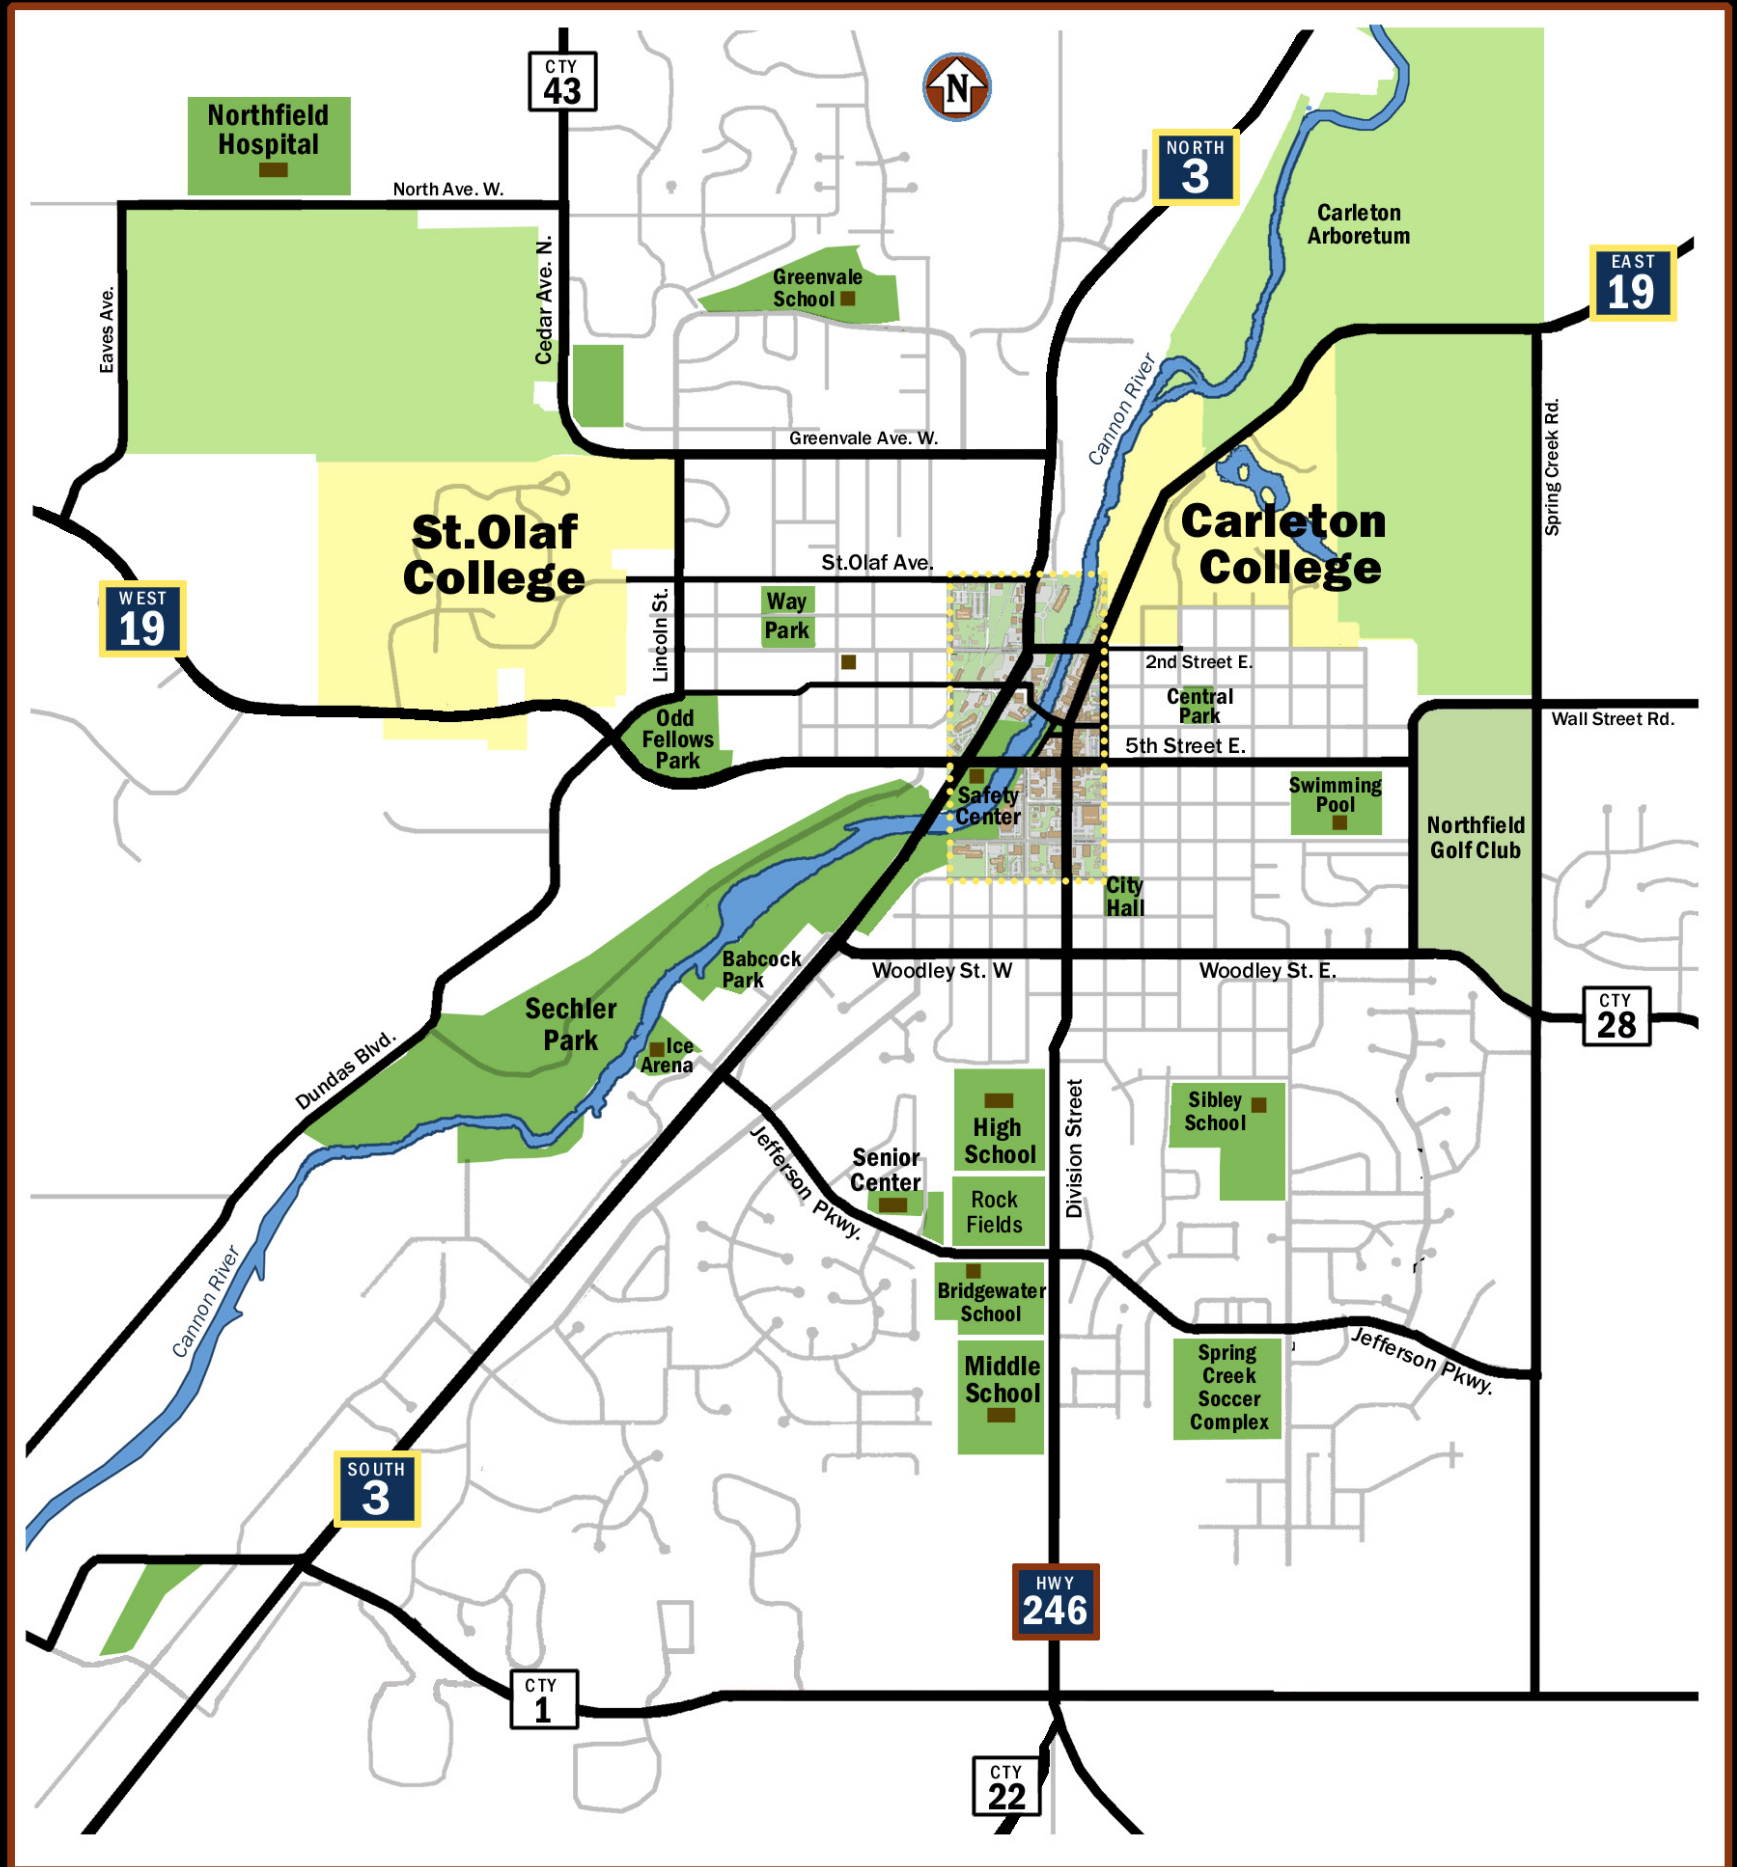 CTY
43
N
Northfield
Hospital
NORTH
3
North Ave. W.
Carleton
Arboretum
Cedar Ave. N.
Eaves Ave.
Greenvale
School
EAST
19
Cannon River
Greenvale Ave. W.
Spring Creek Rd.
St.Olaf
College
Carleton
College
St.Olaf Ave.
WEST
19
Way
Park
Lincoln St.
2nd Street E.
Central
Park
Odd
Fellows
Park
Wall Street Rd.
5th Street E.
Safety
Center
Swimming
Pool
Northfield
Golf Club
City
Hall
Babcock
Park
Woodley St. W
Woodley St. E.
Sechler
Park
CTY
28
Ice
Arena
Dundas Blvd.
High
School
Division Street
Sibley
School
Jefferson Pkwy.
Senior
Center
Rock
Fields
Cannon River
Bridgewater
School
Middle
School
Spring
Creek
Soccer
Complex
Jefferson Pkwy.
SOUTH
3
HWY
246
CTY
1
CTY
22